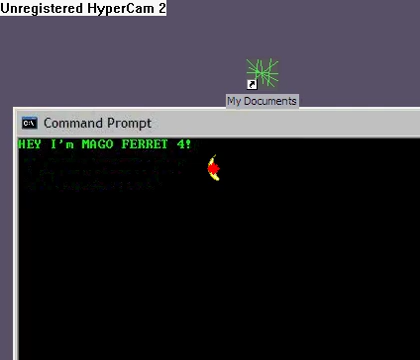 Unregistered HyperCam 2
My Documents
Command Prompt
HEY I'm MAGO FERRET 4!